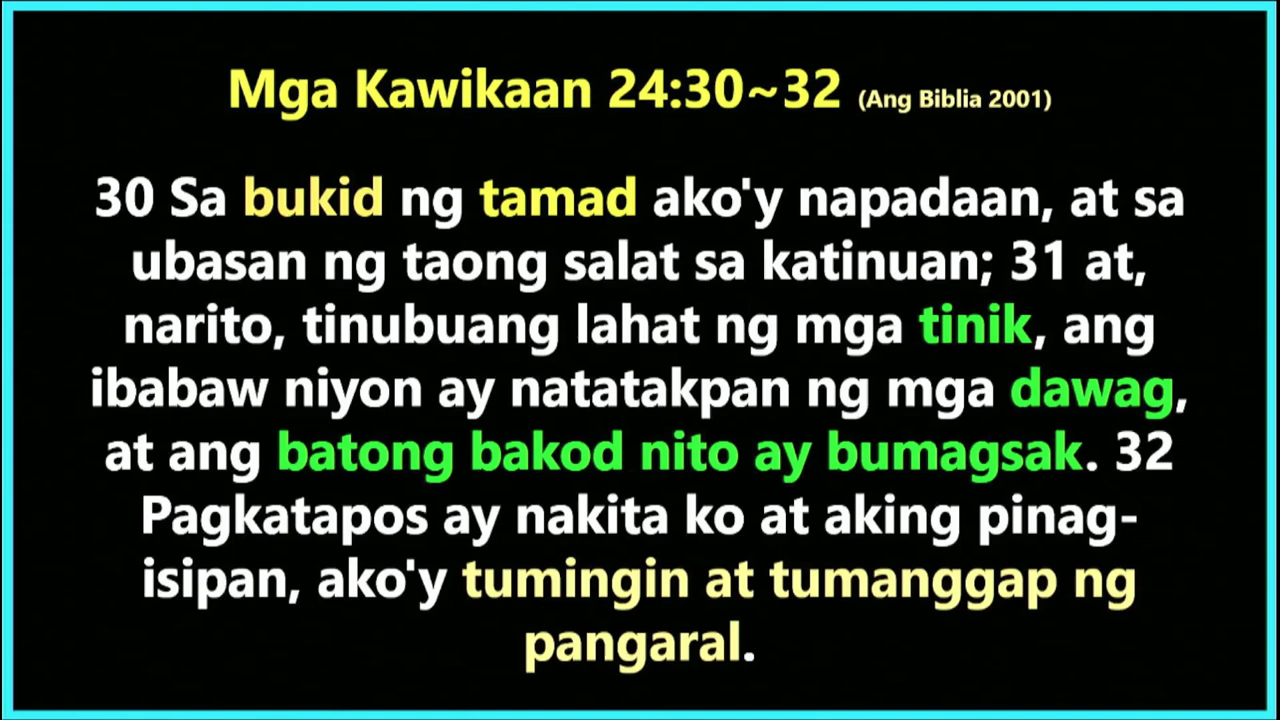 Mga Kawikaan 24:30~32 (Ang Biblia 2001)
30 Sa bukid ng tamad ako'y napadaan, at sa
ubasan ng taong salat sa katinuan; 31 at,
narito, tinubuang lahat ng mga tinik, ang
ibabaw niyon ay natatakpan ng mga dawag,
at ang batong bakod nito ay bumagsak. 32
Pagkatapos ay nakita ko at aking pinag-
isipan, ako'y tumingin at tumanggap ng
pangaral.